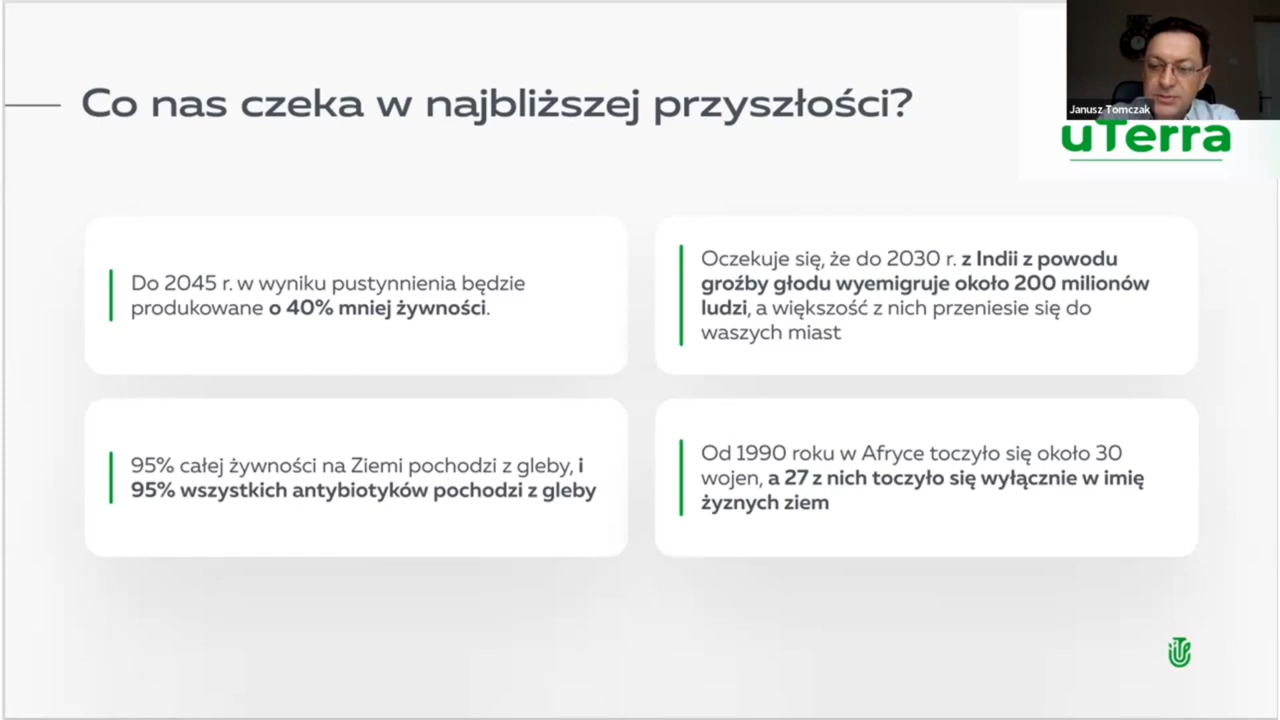 Co nas czeka w najbliższej przyszłości?
Janusz Tomczak
uTerra
Do 2045 r. w wyniku pustynnienia będzie
produkowane o 40% mniej żywności.
Oczekuje się, że do 2030 r. z Indii z powodu
groźby głodu wyemigruje około 200 milionów
ludzi, a większość z nich przeniesie się do
waszych miast
95% całej żywności na Ziemi pochodzi z gleby, i
95% wszystkich antybiotyków pochodzi z gleby
Od 1990 roku w Afryce toczyło się około 30
wojen, a 27 z nich toczyło się wyłącznie w imię
żyznych ziem